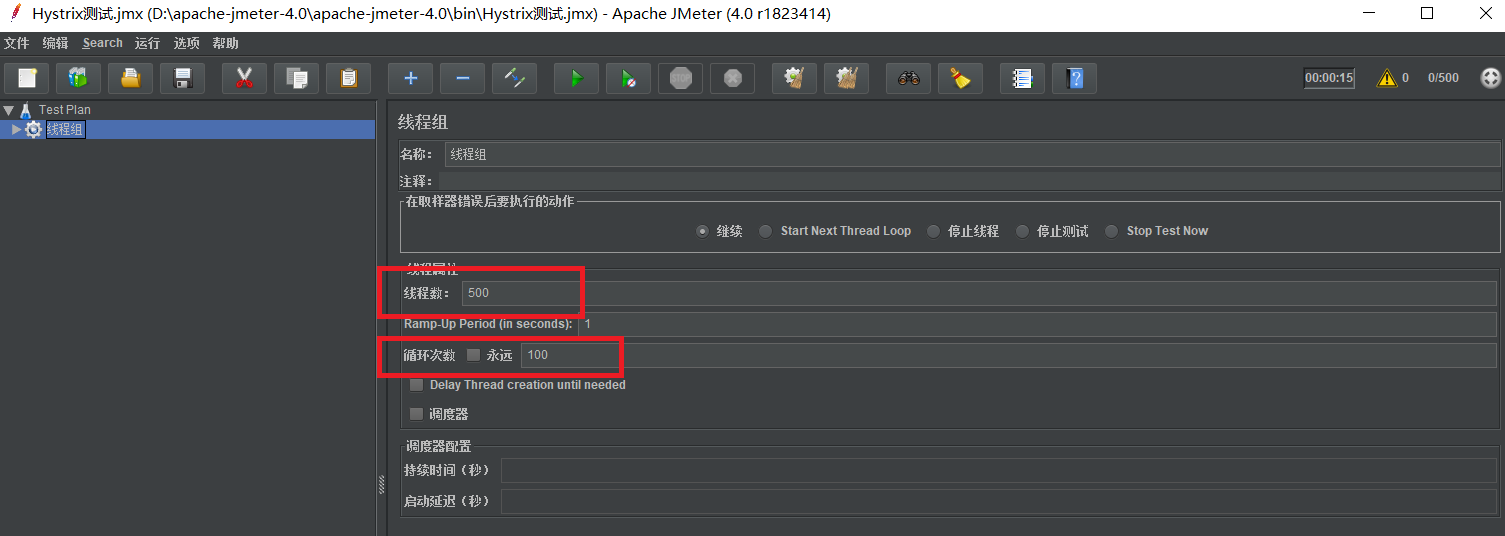 Hystrix测试.jmx (D:\apache-jmeter-4.0\apache-jmeter-4.0\bin\Hystrix测试.jmx) - Apache JMeter (4.0 r1823414)
文件 编辑 Search 运行 选项 帮助
STOP 00:00:15 0 0/500
Test Plan
线程组
线程组
名称： 线程组
注释：
在取样器错误后要执行的动作
继续 Start Next Thread Loop 停止线程 停止测试 Stop Test Now
线程属性
线程数： 500
Ramp-Up Period (in seconds): 1
循环次数 永远 100
Delay Thread creation until needed
调度器
调度器配置
持续时间（秒）
启动延迟（秒）